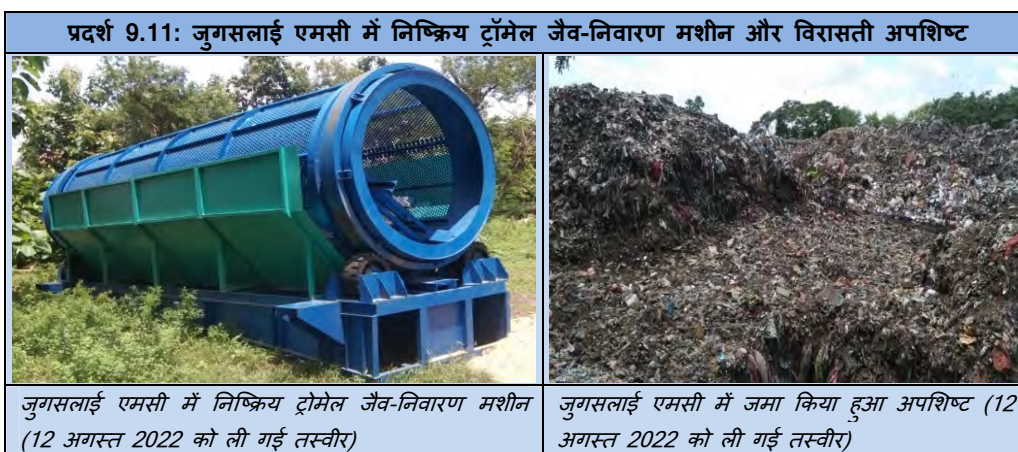 प्रदर्श 9.11: जुगसलाई एमसी में निष्क्रिय ट्रॉमेल जैव-निवारण मशीन और विरासती अपशिष्ट
जुगसलाई एमसी में निष्क्रिय ट्रोमेल जैव-निवारण मशीन
(12 अगस्त 2022 को ली गई तस्वीर)
जुगसलाई एमसी में जमा किया हुआ अपशिष्ट (12
अगस्त 2022 को ली गई तस्वीर)